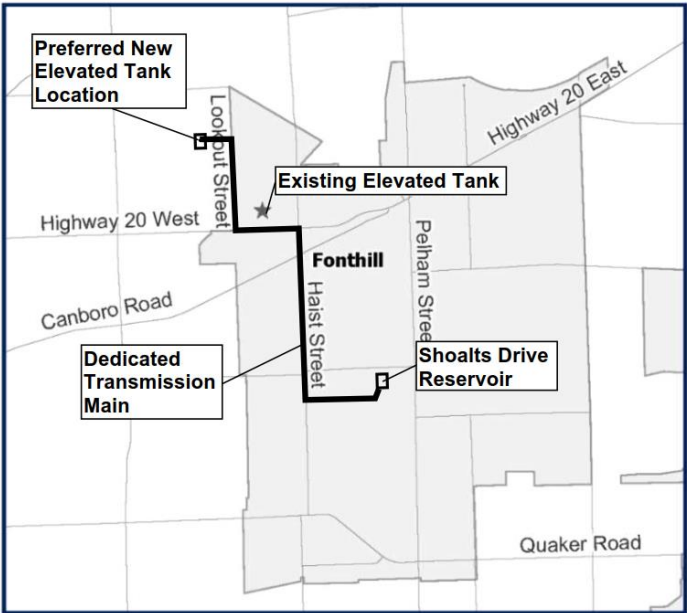 Preferred New
Elevated Tank
Location
Lookout Street
Highway 20 East
Existing Elevated Tank
Highway 20 West
Pelham Street
Fonthill
Canboro Road
Haist Street
Dedicated
Transmission
Main
Shoalts Drive
Reservoir
Quaker Road